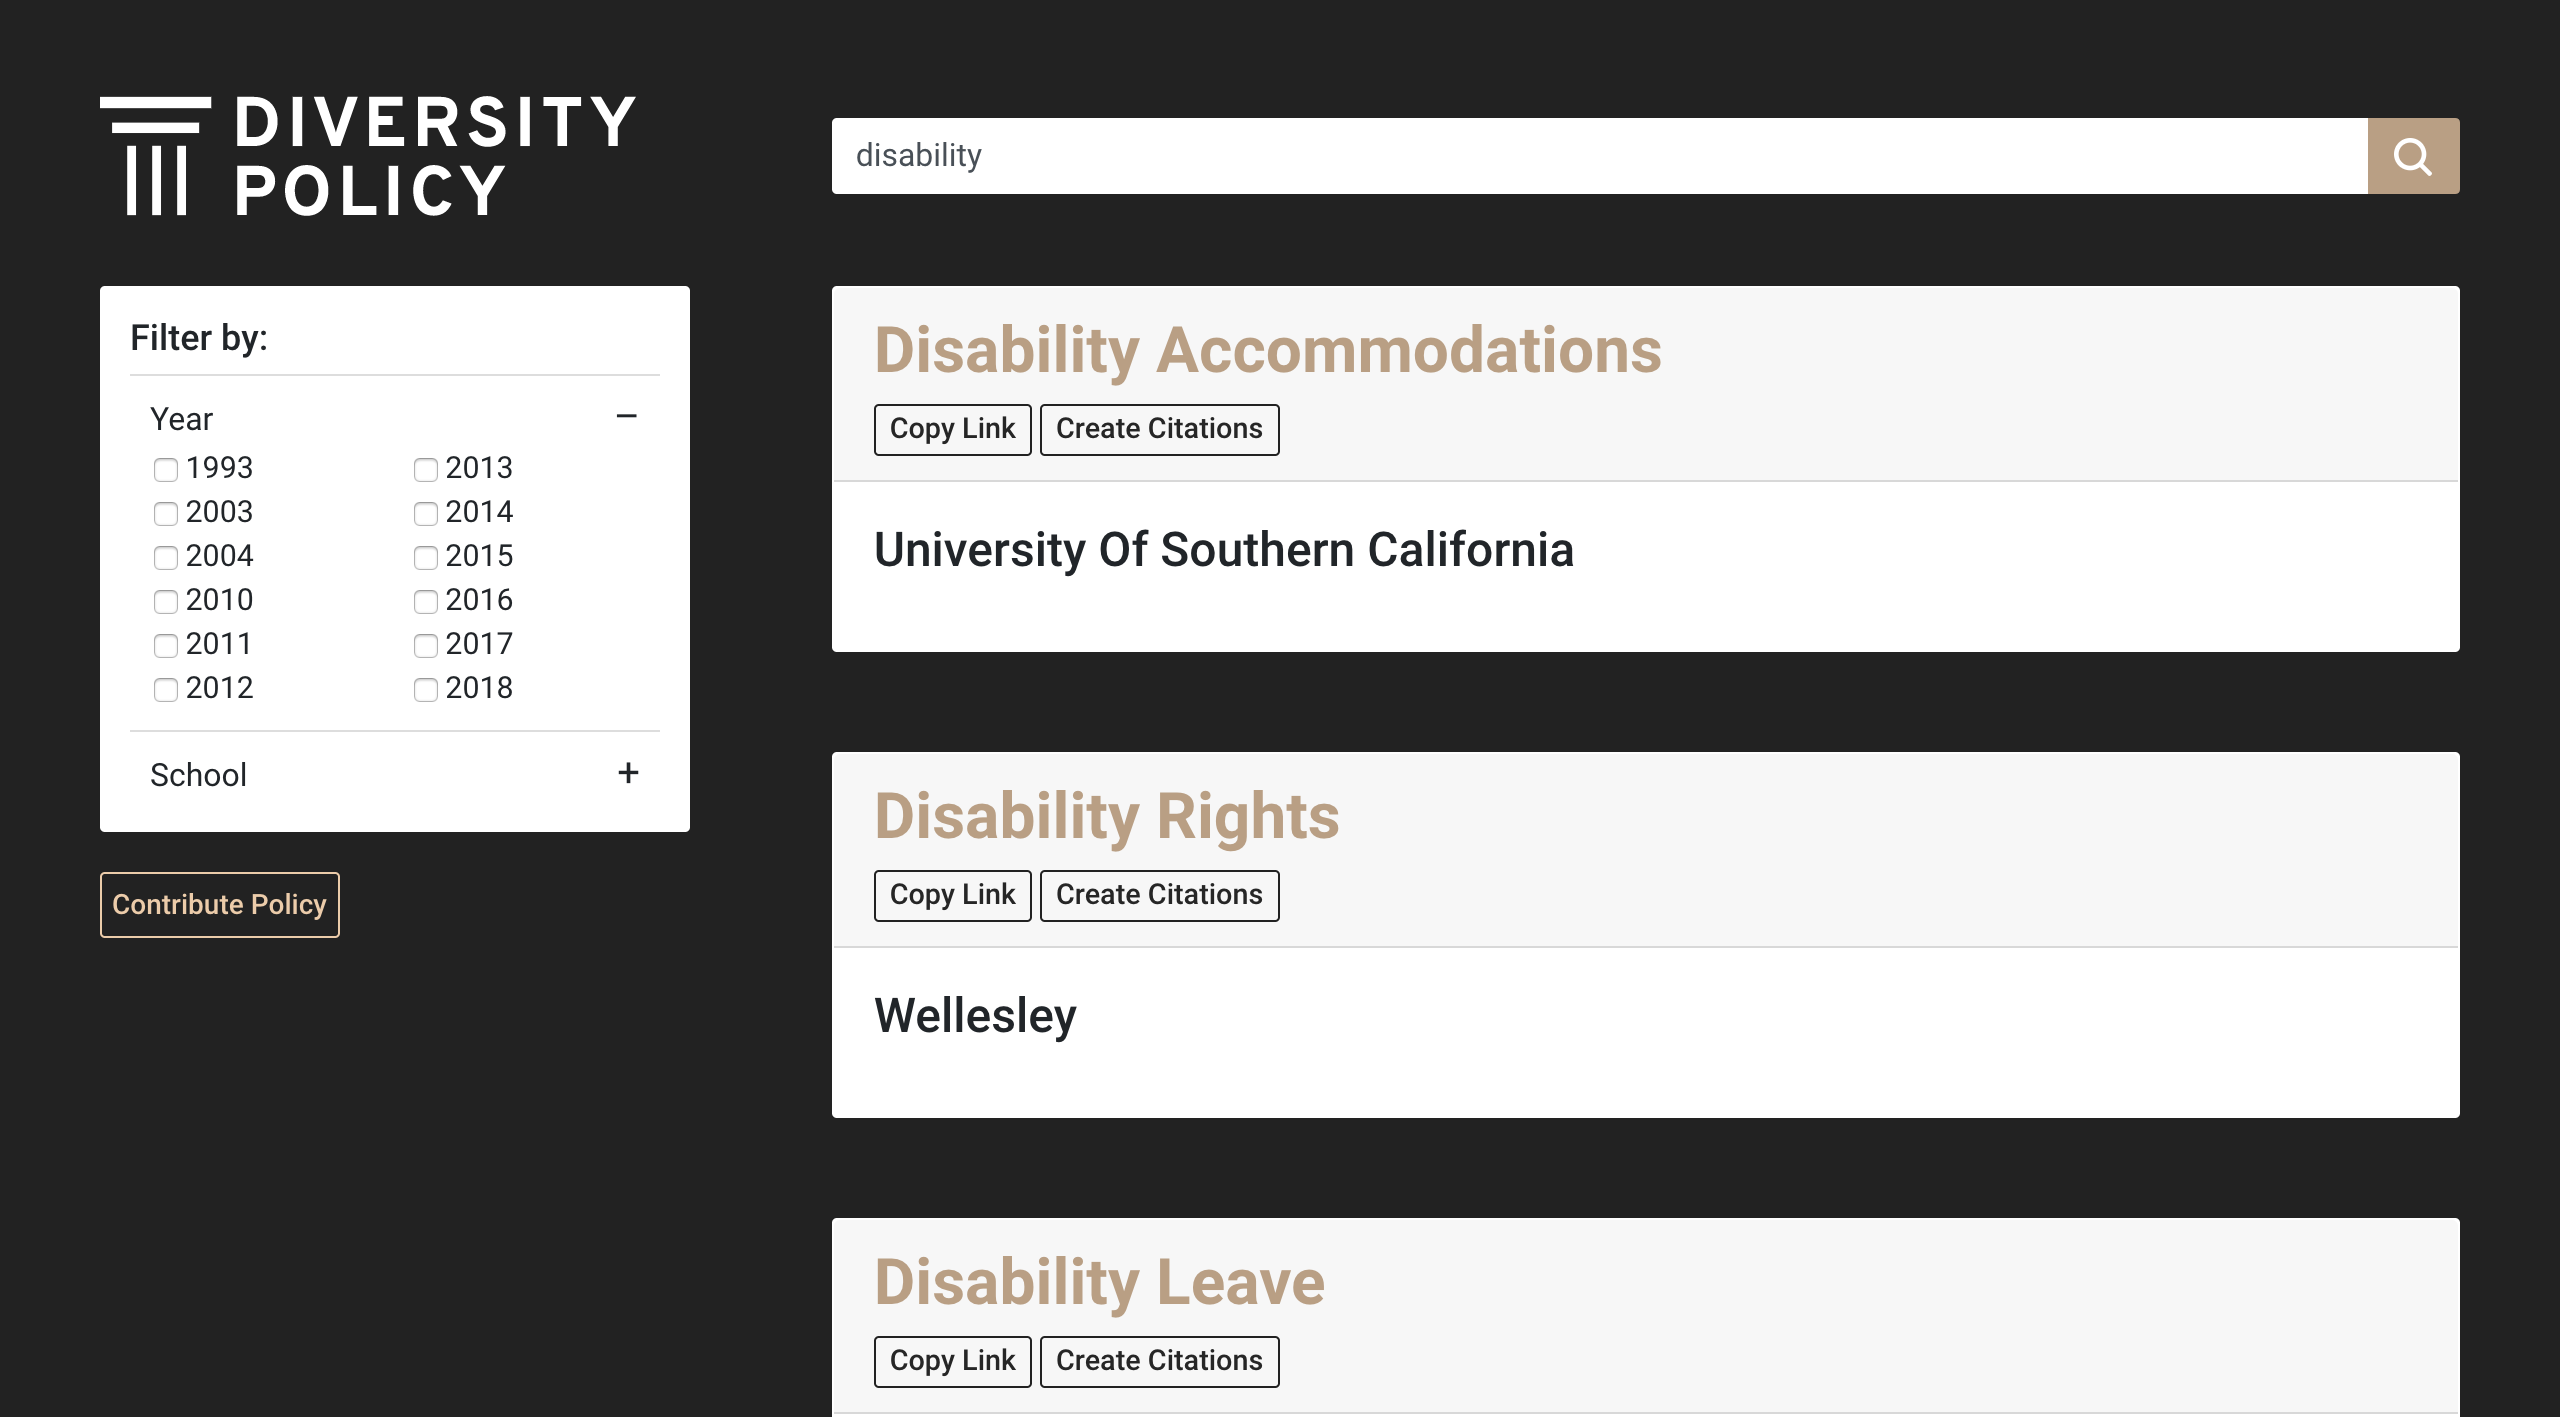 DIVERSITY
POLICY
disability
Filter by:
Year
1993
2003
2004
2010
2011
2012
2013
2014
2015
2016
2017
2018
School
Contribute Policy
Disability Accommodations
Copy Link Create Citations
University Of Southern California
Disability Rights
Copy Link Create Citations
Wellesley
Disability Leave
Copy Link Create Citations